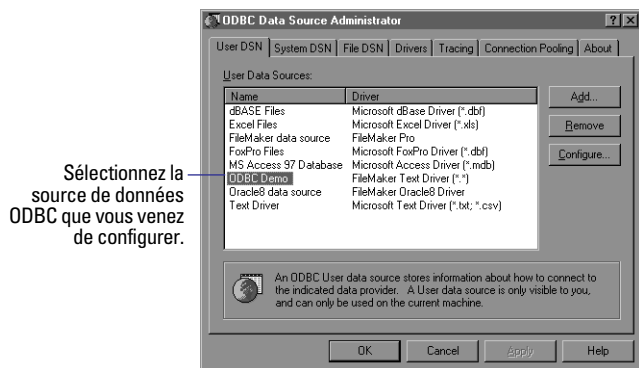 ODBC Data Source Administrator
User DSN System DSN File DSN Drivers Tracing Connection Pooling About
User Data Sources:
Name Driver
dBASE Files Microsoft dBase Driver (*.dbf)
Excel Files Microsoft Excel Driver (*.xls)
FileMaker data source FileMaker Pro
FoxPro Files Microsoft FoxPro Driver (*.dbf)
MS Access 97 Database Microsoft Access Driver (*.mdb)
ODBC Demo FileMaker Text Driver (*.*)
Oracle8 data source FileMaker Oracle8 Driver
Text Driver Microsoft Text Driver (*.txt; *.csv)
Add...
Remove
Configure...
Sélectionnez la
source de données
ODBC que vous venez
de configurer.
An ODBC User data source stores information about how to connect to
the indicated data provider. A User data source is only visible to you,
and can only be used on the current machine.
OK Cancel Apply Help